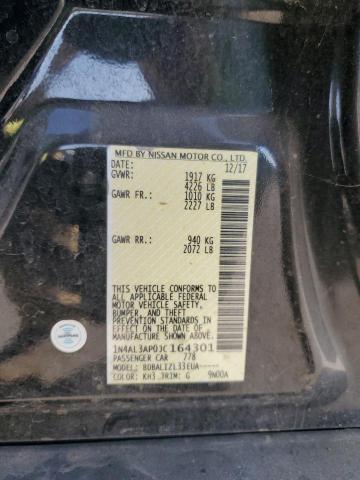 MFD BY NISSAN MOTOR CO., LTD.
DATE: 12/17
GVWR: 1917 KG
4226 LB
GAWR FR.: 1010 KG
2227 LB
GAWR RR.: 940 KG
2072 LB
THIS VEHICLE CONFORMS TO
ALL APPLICABLE FEDERAL
MOTOR VEHICLE SAFETY,
BUMPER, AND THEFT
PREVENTION STANDARDS IN
EFFECT ON THE DATE OF
MANUFACTURE SHOWN ABOVE.
1N4AL3AP0JC164301
PASSENGER CAR 778
MODEL: BDBALIZL33EUA-----
COLOR: KH3 TRIM: G 9N00A